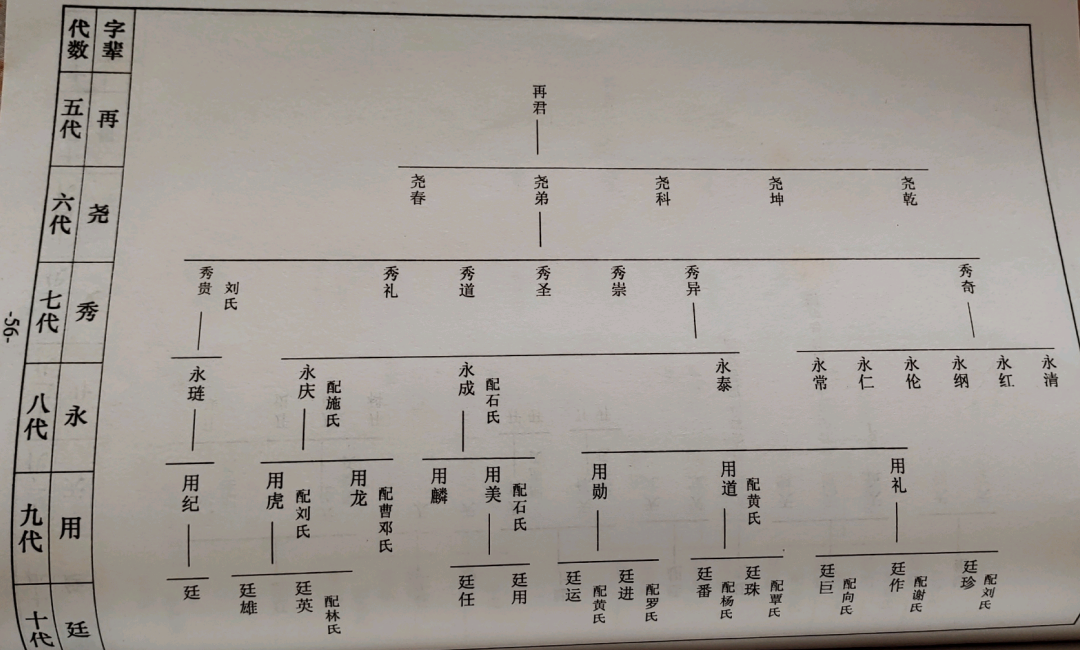 代数 字辈
五代 再
再君
六代 尧
尧春 尧弟 尧科 尧坤 尧乾
七代 秀
秀贵 刘氏 秀礼 秀道 秀圣 秀崇 秀异 秀奇
八代 永
永琏 永庆 配施氏 永成 配石氏 永泰 永常 永仁 永伦 永纲 永红 永清
九代 用
用纪 用虎 配刘氏 用龙 配曹邓氏 用麟 用美 配石氏 用勋 用道 配黄氏 用礼
十代 廷
廷 廷雄 廷英 配林氏 廷任 廷用 廷运 配黄氏 廷进 配罗氏 廷番 配杨氏 廷珠 配覃氏 廷巨 配向氏 廷作 配谢氏 廷珍 配刘氏
-56-